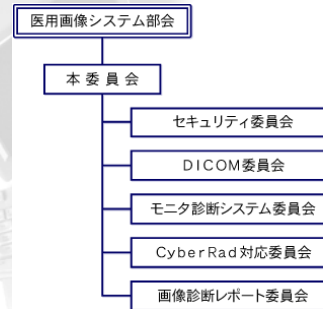 医用画像システム部会
本 委 員 会
セキュリティ委員会
DICOM委員会
モニタ診断システム委員会
CyberRad対応委員会
画像診断レポート委員会